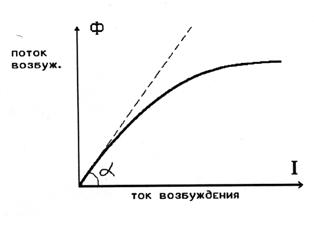 Ф
поток
возбуж.
α
I
ток возбуждения